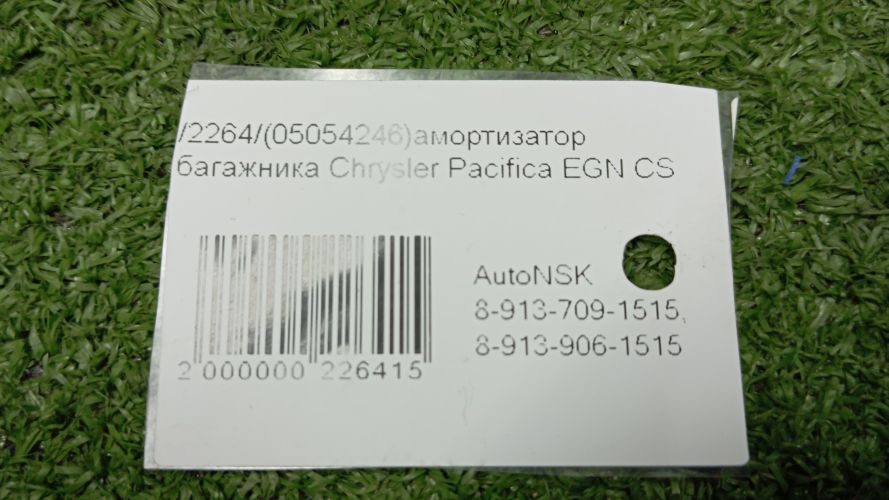 /2264/(05054246)амортизатор
багажника Chrysler Pacifica EGN CS
AutoNSK
8-913-709-1515,
8-913-906-1515
2 000000 226415